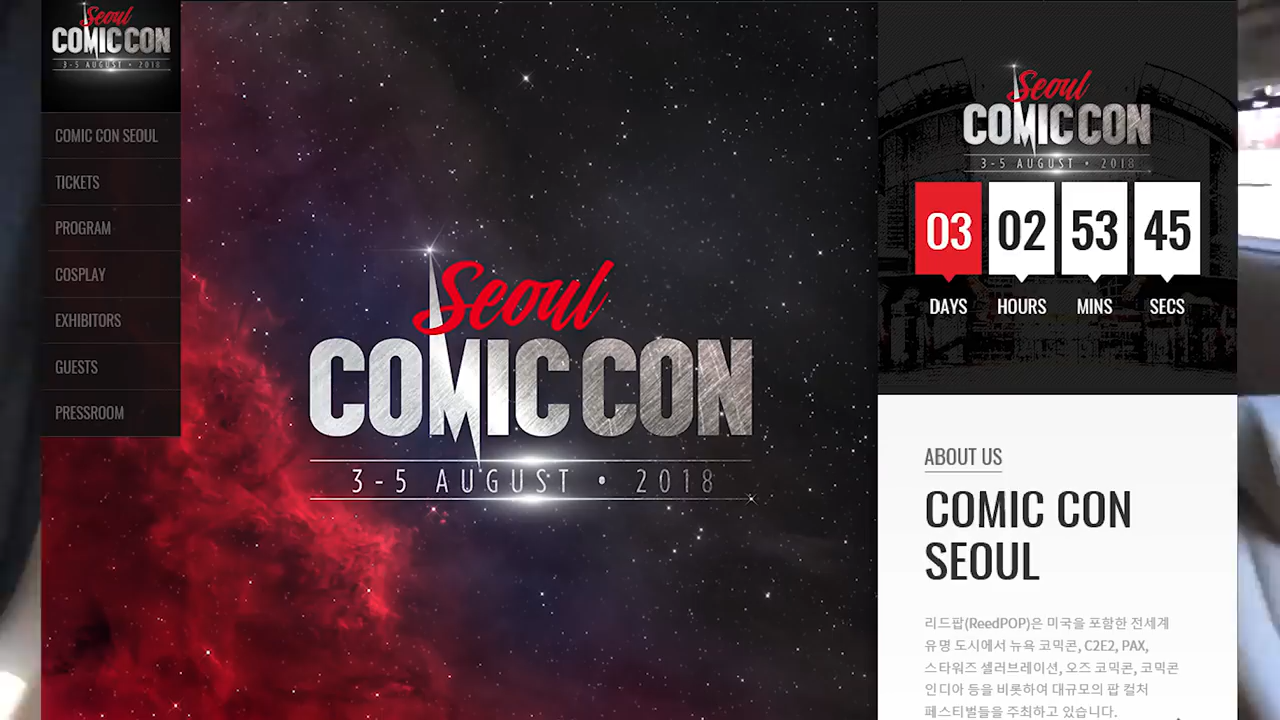 Seoul
COMIC CON
3-5 AUGUST • 2018
COMIC CON SEOUL
TICKETS
PROGRAM
COSPLAY
EXHIBITORS
GUESTS
PRESSROOM
Seoul
COMIC CON
3-5 AUGUST • 2018
Seoul
COMIC CON
3-5 AUGUST • 2018
03 02 53 45
DAYS HOURS MINS SECS
ABOUT US
COMIC CON
SEOUL
리드팝(ReedPOP)은 미국을 포함한 전세계
유명 도시에서 뉴욕 코믹콘, C2E2, PAX,
스타워즈 셀러브레이션, 오즈 코믹콘, 코믹콘
인디아 등을 비롯하여 대규모의 팝 컬처
페스티벌들을 주최하고 있습니다.